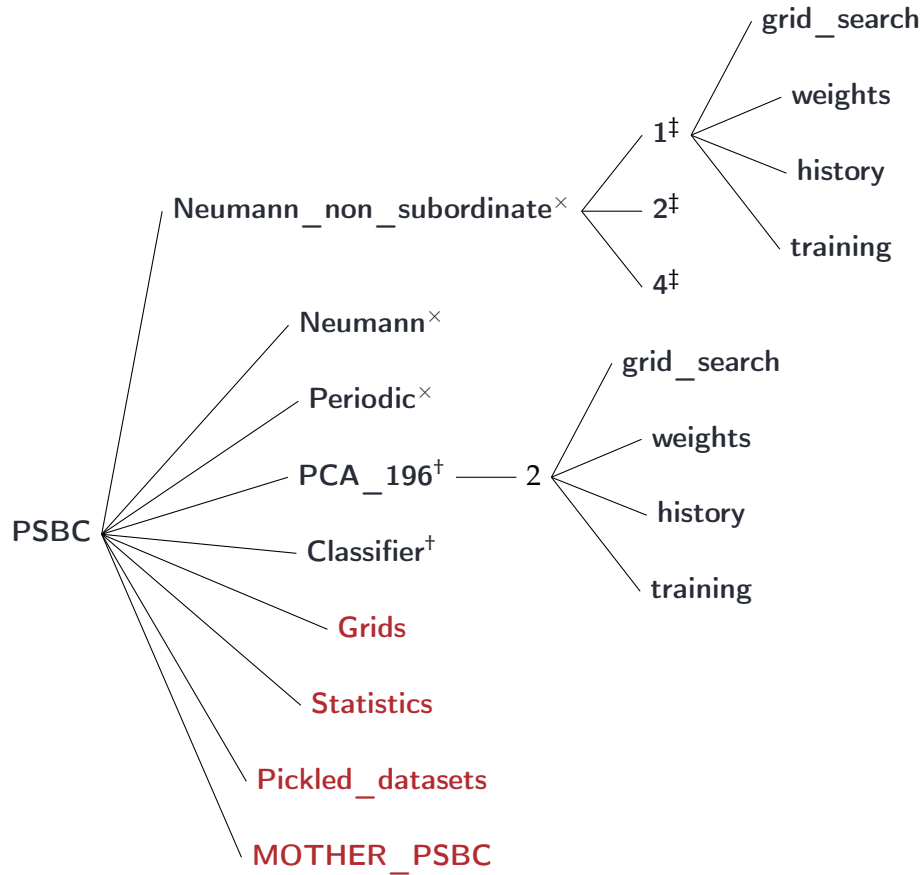 grid_search
weights
1‡
history
Neumann_non_subordinate×
2‡
training
4‡
Neumann×
grid_search
Periodic×
weights
PCA_196†
2
history
PSBC
Classifier†
training
Grids
Statistics
Pickled_datasets
MOTHER_PSBC